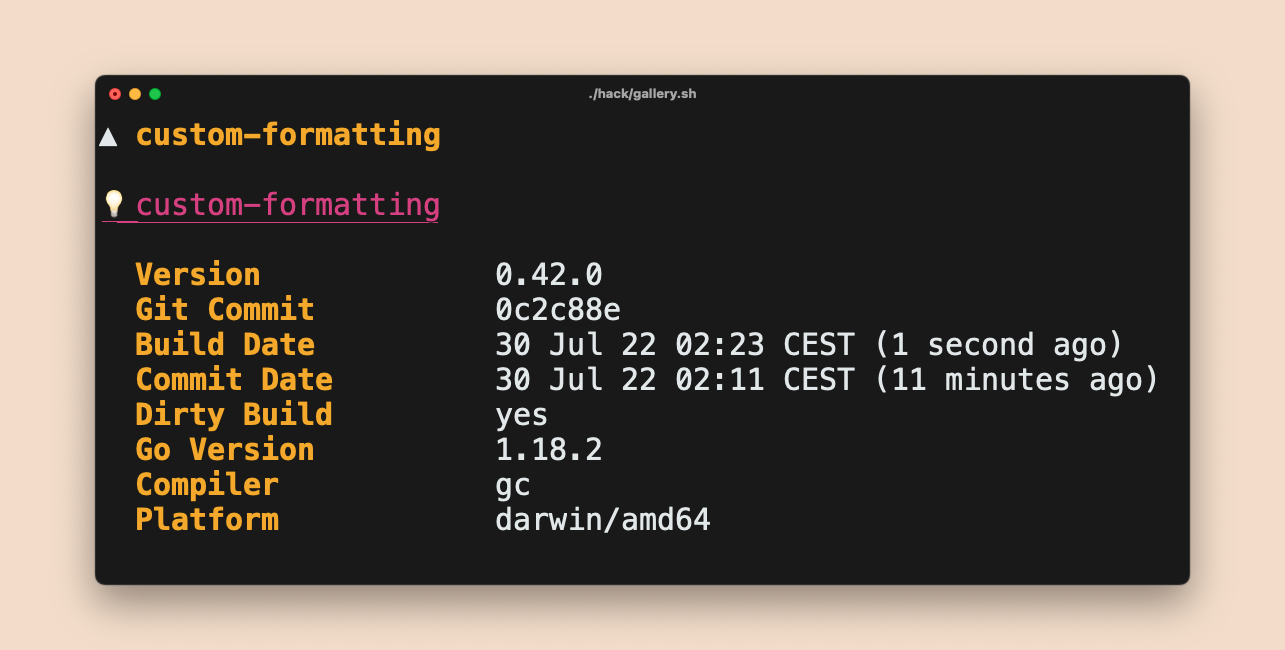 ./hack/gallery.sh
▲ custom-formatting
💡 custom-formatting
Version 0.42.0
Git Commit 0c2c88e
Build Date 30 Jul 22 02:23 CEST (1 second ago)
Commit Date 30 Jul 22 02:11 CEST (11 minutes ago)
Dirty Build yes
Go Version 1.18.2
Compiler gc
Platform darwin/amd64